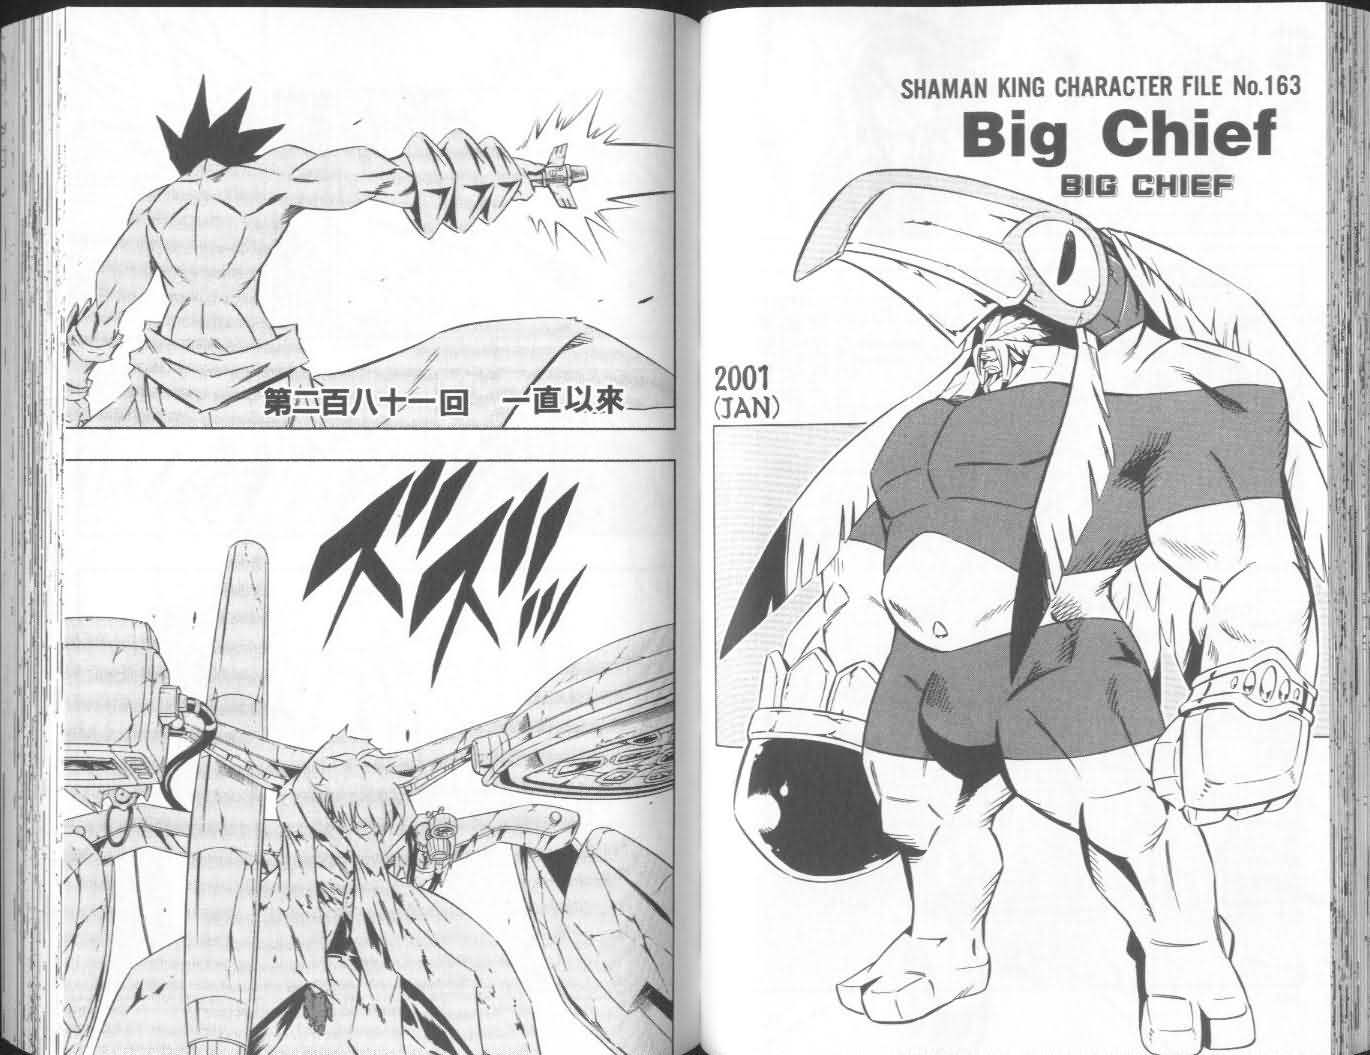 SHAMAN KING CHARACTER FILE No.163
Big Chief
BIG CHIEF
2001
(JAN)
第二百八十一回 一直以來
ズズズ